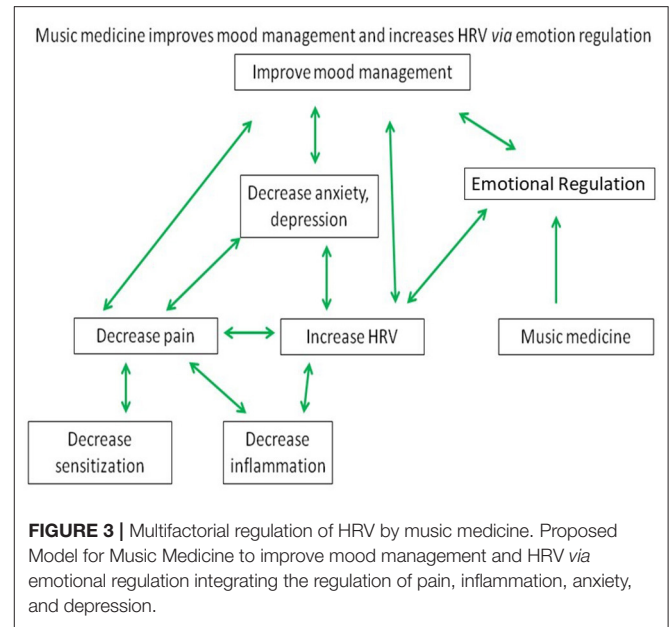 Music medicine improves mood management and increases HRV via emotion regulation
Improve mood management
Decrease anxiety,
depression
Emotional Regulation
Decrease pain
Increase HRV
Music medicine
Decrease
sensitization
Decrease
inflammation
FIGURE 3 | Multifactorial regulation of HRV by music medicine. Proposed
Model for Music Medicine to improve mood management and HRV via
emotional regulation integrating the regulation of pain, inflammation, anxiety,
and depression.